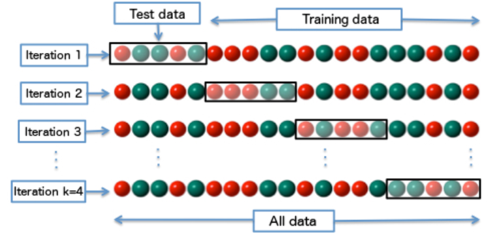 Test data
Training data
Iteration 1
Iteration 2
Iteration 3
Iteration k=4
All data